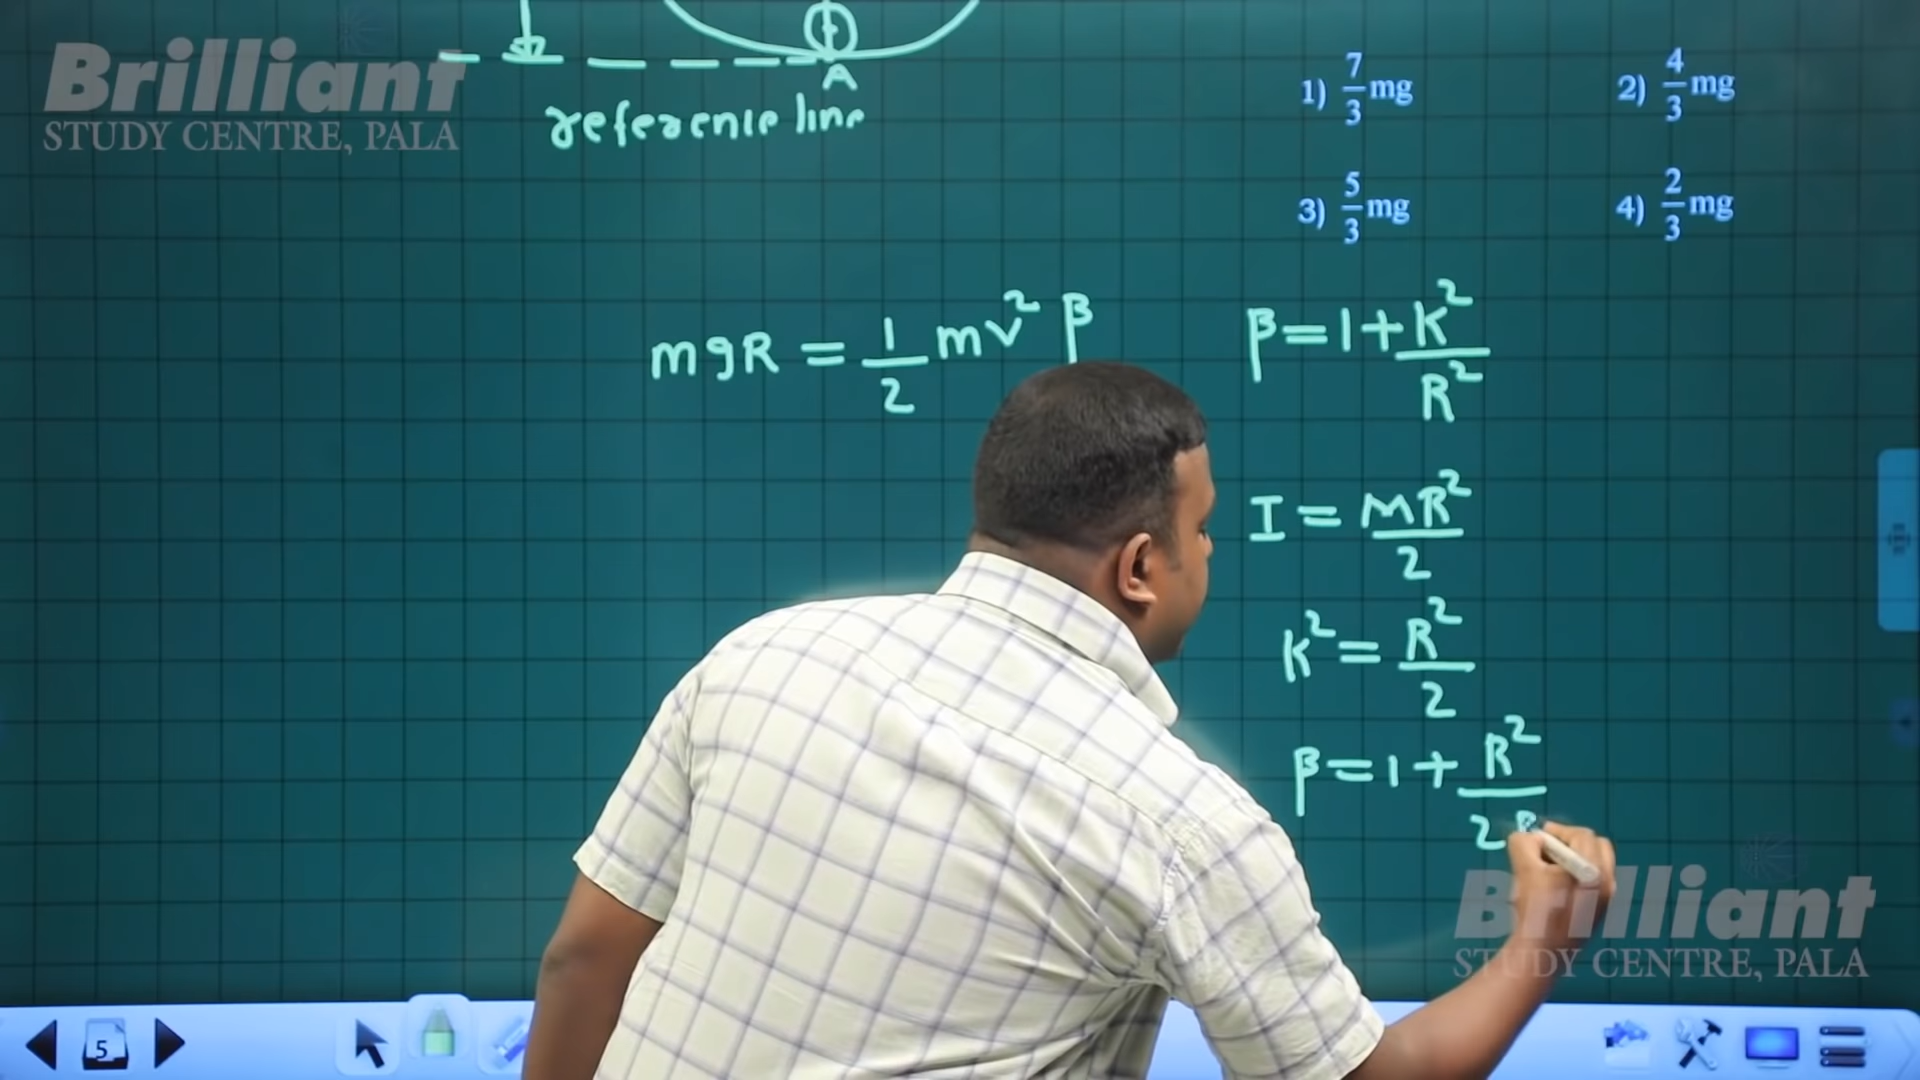 Brilliant
STUDY CENTRE, PALA
A
reference line
1) 7/3 mg
2) 4/3 mg
3) 5/3 mg
4) 2/3 mg
mgR = 1/2 mv² β
β = 1 + K²/R²
I = MR²/2
K² = R²/2
β = 1 + R²/2R
Brilliant
STUDY CENTRE, PALA
5